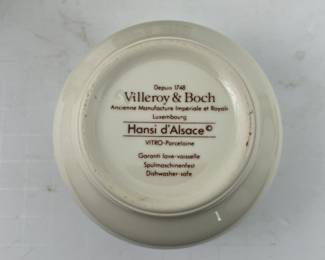 Depuis 1748
Villeroy & Boch
Ancienne Manufacture Impériale et Royale
Luxembourg
Hansi d'Alsace©
VITRO-Porcelaine
Garanti lave-vaisselle
Spülmaschinenfest
Dishwasher-safe